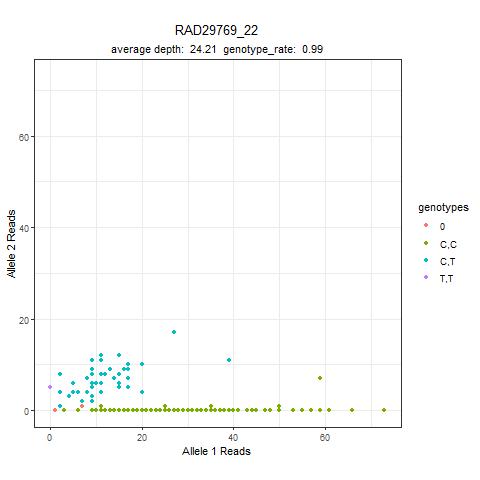 RAD29769_22
average depth:  24.21  genotype_rate:  0.99
60
40
20
0
Allele 2 Reads
0 20 40 60
Allele 1 Reads
genotypes
0
C,C
C,T
T,T